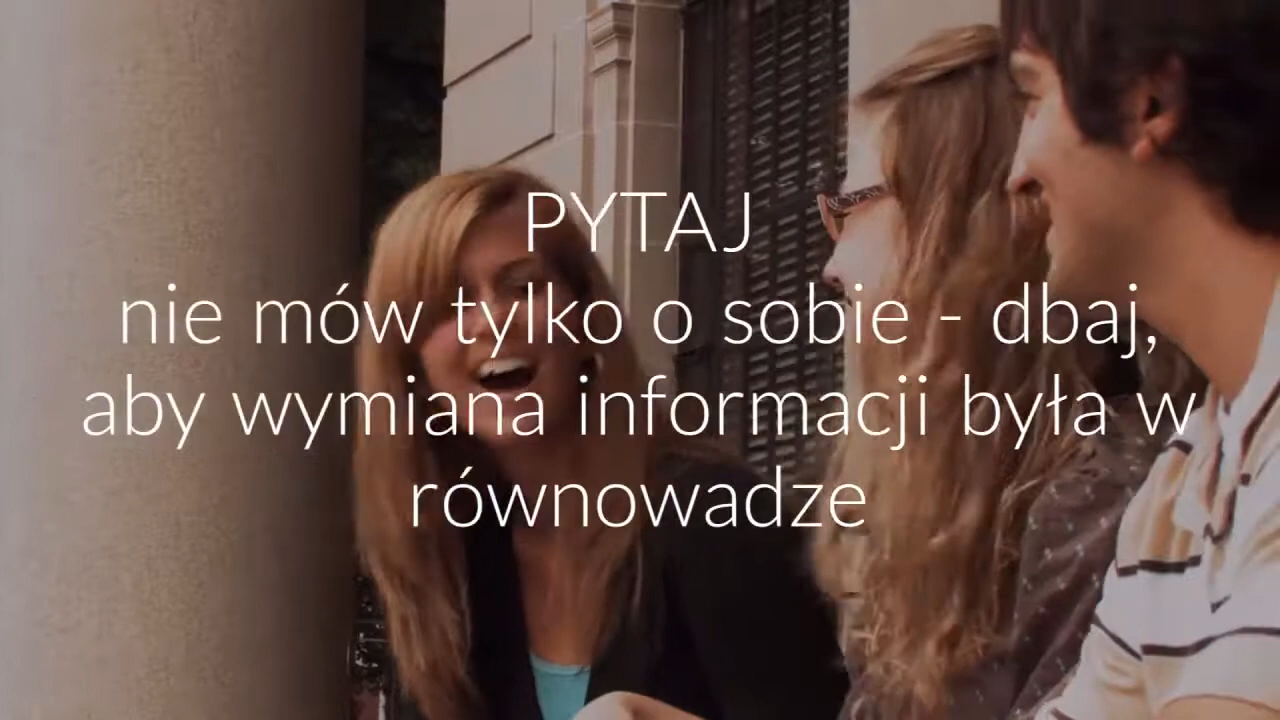 PYTAJ
nie mów tylko o sobie - dbaj,
aby wymiana informacji była w
równowadze